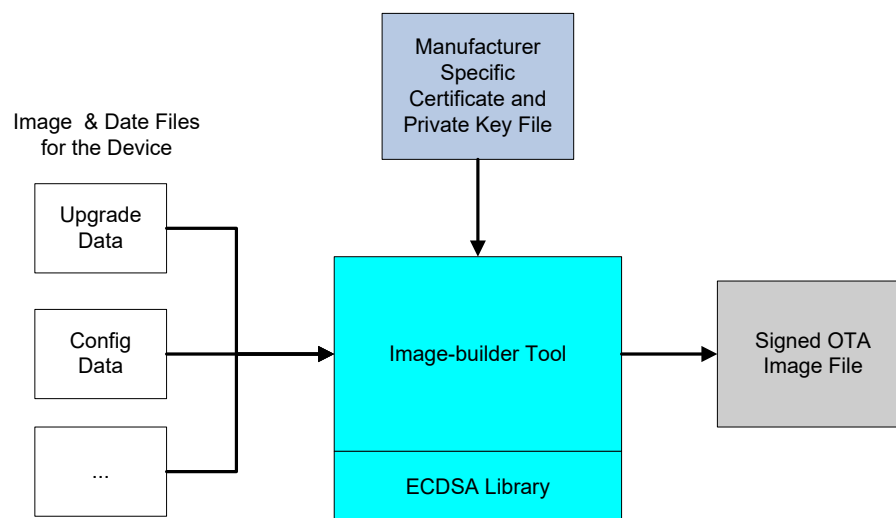 Manufacturer
Specific
Certificate and
Private Key File
Image & Date Files
for the Device
Upgrade
Data
Config
Data
...
Image-builder Tool
ECDSA Library
Signed OTA
Image File